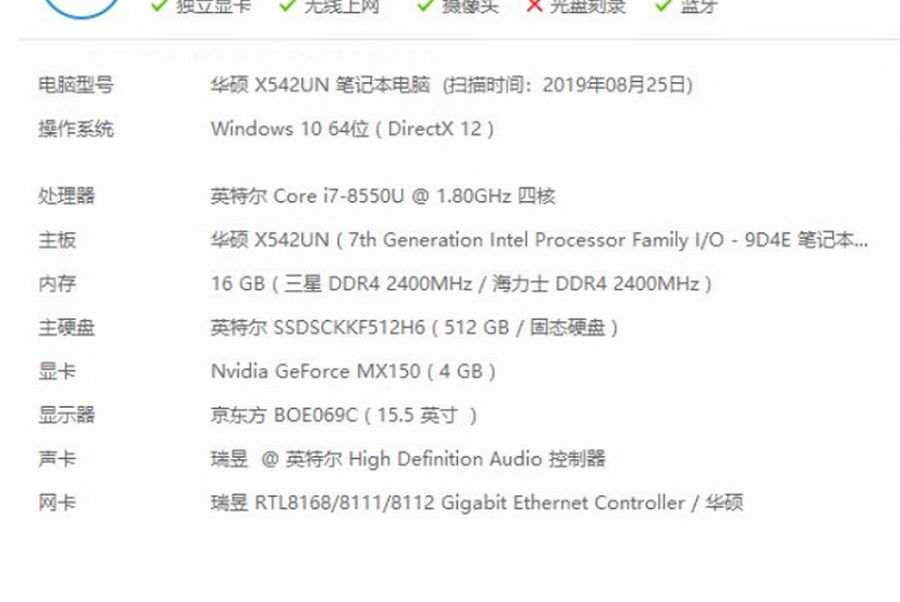 独立显卡 无线上网 摄像头 光盘刻录 蓝牙
电脑型号 华硕 X542UN 笔记本电脑 (扫描时间：2019年08月25日)
操作系统 Windows 10 64位 ( DirectX 12 )
处理器 英特尔 Core i7-8550U @ 1.80GHz 四核
主板 华硕 X542UN ( 7th Generation Intel Processor Family I/O - 9D4E 笔记本...
内存 16 GB ( 三星 DDR4 2400MHz / 海力士 DDR4 2400MHz )
主硬盘 英特尔 SSDSCKKF512H6 ( 512 GB / 固态硬盘 )
显卡 Nvidia GeForce MX150 ( 4 GB )
显示器 京东方 BOE069C ( 15.5 英寸 )
声卡 瑞昱 @ 英特尔 High Definition Audio 控制器
网卡 瑞昱 RTL8168/8111/8112 Gigabit Ethernet Controller / 华硕